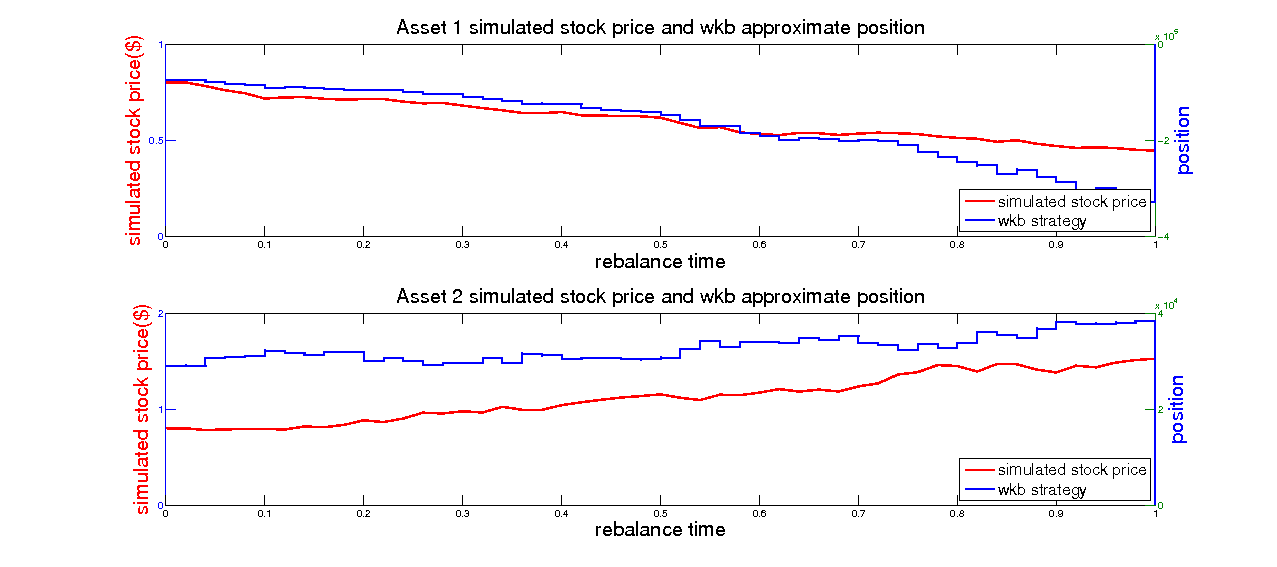 Asset 1 simulated stock price and wkb approximate position
x 10^5
simulated stock price($)
1
0.5
0
0
-2
-4
position
simulated stock price
wkb strategy
0 0.1 0.2 0.3 0.4 0.5 0.6 0.7 0.8 0.9 1
rebalance time
Asset 2 simulated stock price and wkb approximate position
x 10^4
simulated stock price($)
2
1
0
4
2
0
position
simulated stock price
wkb strategy
0 0.1 0.2 0.3 0.4 0.5 0.6 0.7 0.8 0.9 1
rebalance time